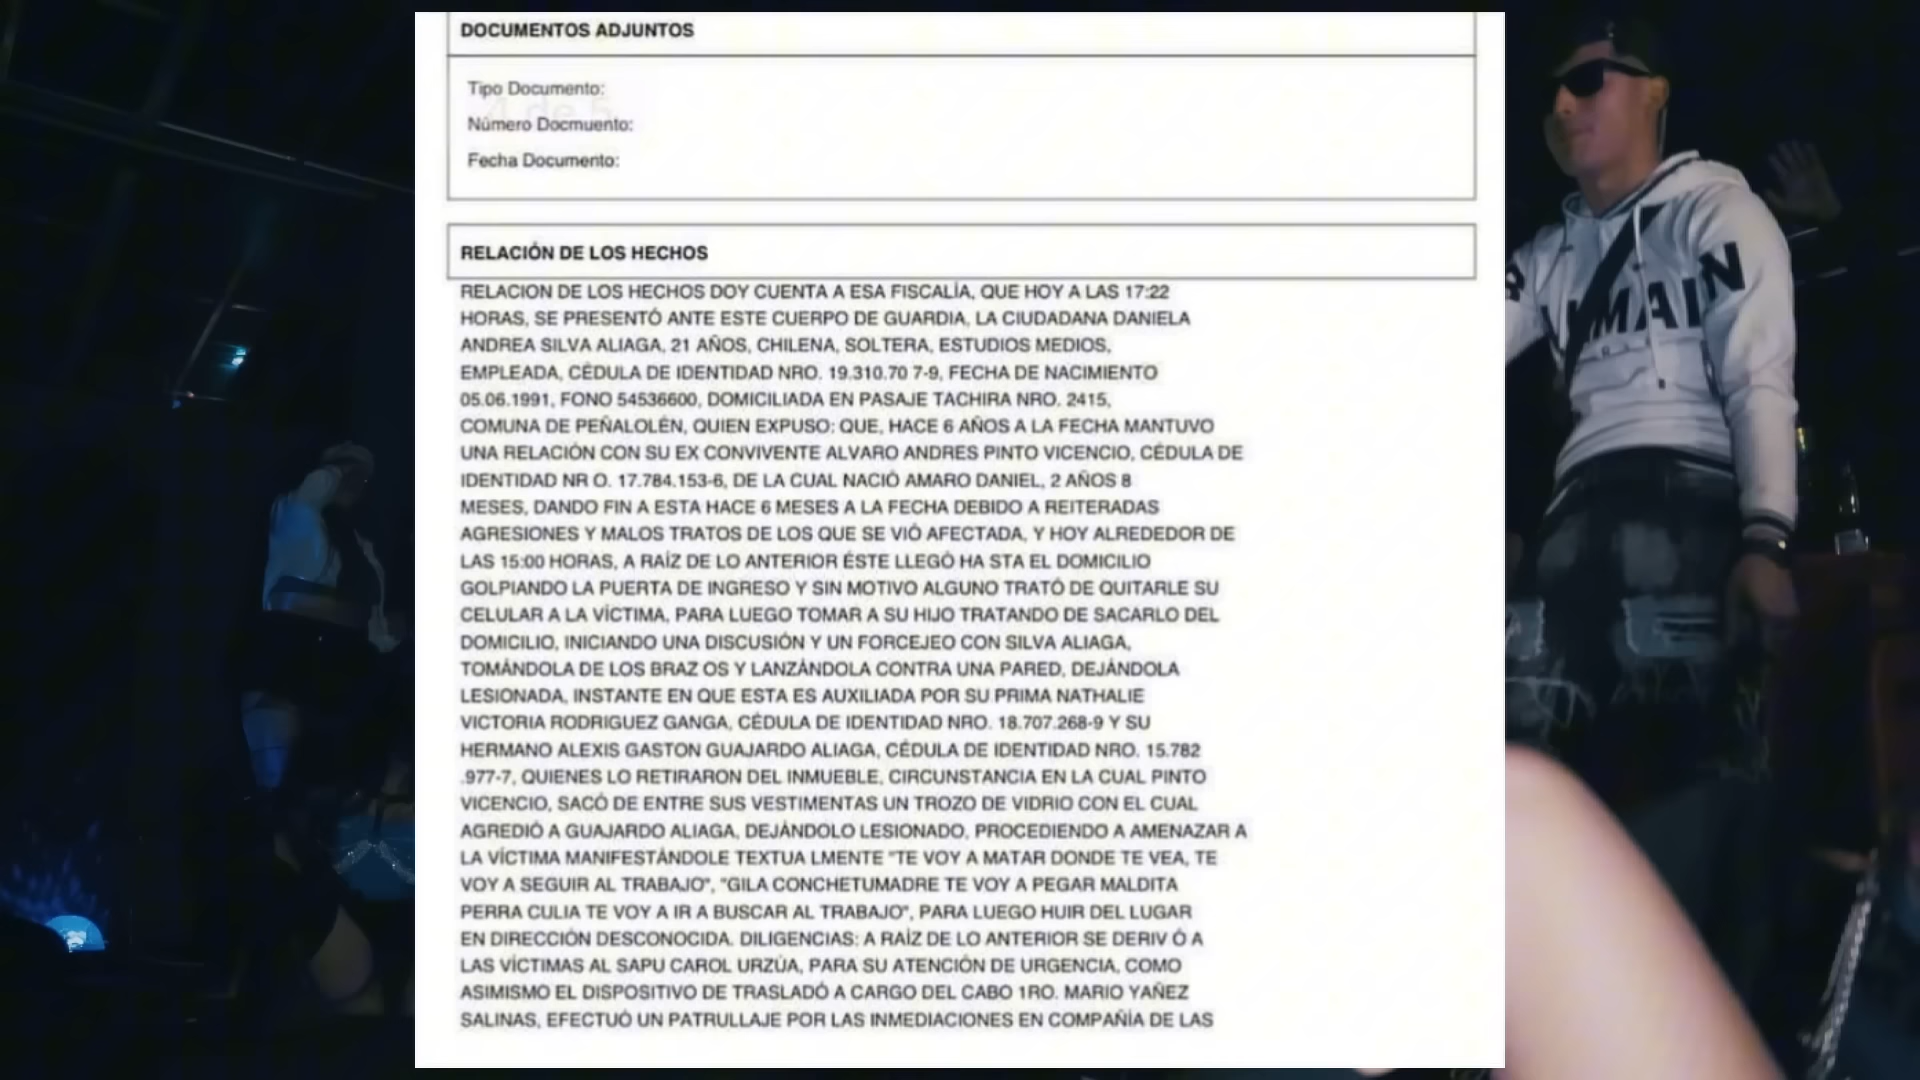 DOCUMENTOS ADJUNTOS
Tipo Documento:
4 de 5
Número Docmuento:
Fecha Documento:
RELACIÓN DE LOS HECHOS
RELACION DE LOS HECHOS DOY CUENTA A ESA FISCALÍA, QUE HOY A LAS 17:22
HORAS, SE PRESENTÓ ANTE ESTE CUERPO DE GUARDIA, LA CIUDADANA DANIELA
ANDREA SILVA ALIAGA, 21 AÑOS, CHILENA, SOLTERA, ESTUDIOS MEDIOS,
EMPLEADA, CÉDULA DE IDENTIDAD NRO. 19.310.70 7-9, FECHA DE NACIMIENTO
05.06.1991, FONO 54536600, DOMICILIADA EN PASAJE TACHIRA NRO. 2415,
COMUNA DE PEÑALOLÉN, QUIEN EXPUSO: QUE, HACE 6 AÑOS A LA FECHA MANTUVO
UNA RELACIÓN CON SU EX CONVIVENTE ALVARO ANDRES PINTO VICENCIO, CÉDULA DE
IDENTIDAD NR O. 17.784.153-6, DE LA CUAL NACIÓ AMARO DANIEL, 2 AÑOS 8
MESES, DANDO FIN A ESTA HACE 6 MESES A LA FECHA DEBIDO A REITERADAS
AGRESIONES Y MALOS TRATOS DE LOS QUE SE VIÓ AFECTADA, Y HOY ALREDEDOR DE
LAS 15:00 HORAS, A RAÍZ DE LO ANTERIOR ÉSTE LLEGÓ HA STA EL DOMICILIO
GOLPIANDO LA PUERTA DE INGRESO Y SIN MOTIVO ALGUNO TRATÓ DE QUITARLE SU
CELULAR A LA VÍCTIMA, PARA LUEGO TOMAR A SU HIJO TRATANDO DE SACARLO DEL
DOMICILIO, INICIANDO UNA DISCUSIÓN Y UN FORCEJEO CON SILVA ALIAGA,
TOMÁNDOLA DE LOS BRAZ OS Y LANZÁNDOLA CONTRA UNA PARED, DEJÁNDOLA
LESIONADA, INSTANTE EN QUE ESTA ES AUXILIADA POR SU PRIMA NATHALIE
VICTORIA RODRIGUEZ GANGA, CÉDULA DE IDENTIDAD NRO. 18.707.268-9 Y SU
HERMANO ALEXIS GASTON GUAJARDO ALIAGA, CÉDULA DE IDENTIDAD NRO. 15.782
.977-7, QUIENES LO RETIRARON DEL INMUEBLE, CIRCUNSTANCIA EN LA CUAL PINTO
VICENCIO, SACÓ DE ENTRE SUS VESTIMENTAS UN TROZO DE VIDRIO CON EL CUAL
AGREDIÓ A GUAJARDO ALIAGA, DEJÁNDOLO LESIONADO, PROCEDIENDO A AMENAZAR A
LA VÍCTIMA MANIFESTÁNDOLE TEXTUA LMENTE "TE VOY A MATAR DONDE TE VEA, TE
VOY A SEGUIR AL TRABAJO", "GILA CONCHETUMADRE TE VOY A PEGAR MALDITA
PERRA CULIA TE VOY A IR A BUSCAR AL TRABAJO", PARA LUEGO HUIR DEL LUGAR
EN DIRECCIÓN DESCONOCIDA. DILIGENCIAS: A RAÍZ DE LO ANTERIOR SE DERIV Ó A
LAS VÍCTIMAS AL SAPU CAROL URZÚA, PARA SU ATENCIÓN DE URGENCIA, COMO
ASIMISMO EL DISPOSITIVO DE TRASLADÓ A CARGO DEL CABO 1RO. MARIO YAÑEZ
SALINAS, EFECTUÓ UN PATRULLAJE POR LAS INMEDIACIONES EN COMPAÑÍA DE LAS